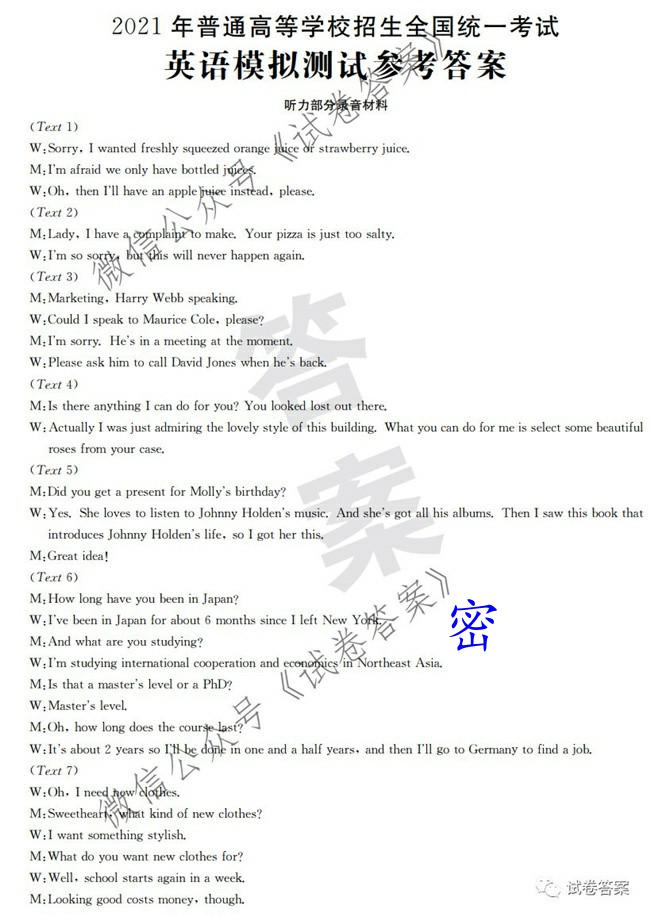 2021年普通高等学校招生全国统一考试
英语模拟测试参考答案
听力部分录音材料
(Text 1)
W:Sorry, I wanted freshly squeezed orange juice or strawberry juice.
M:I'm afraid we only have bottled juices.
W:Oh, then I'll have an apple juice instead, please.
(Text 2)
M:Lady, I have a complaint to make. Your pizza is just too salty.
W:I'm so sorry, but this will never happen again.
(Text 3)
M:Marketing, Harry Webb speaking.
W:Could I speak to Maurice Cole, please?
M:I'm sorry. He's in a meeting at the moment.
W:Please ask him to call David Jones when he's back.
(Text 4)
M:Is there anything I can do for you? You looked lost out there.
W:Actually I was just admiring the lovely style of this building. What you can do for me is select some beautiful
roses from your case.
(Text 5)
M:Did you get a present for Molly's birthday?
W:Yes. She loves to listen to Johnny Holden's music. And she's got all his albums. Then I saw this book that
introduces Johnny Holden's life, so I got her this.
M:Great idea!
(Text 6)
M:How long have you been in Japan?
W:I've been in Japan for about 6 months since I left New York.
M:And what are you studying?
W:I'm studying international cooperation and economics in Northeast Asia.
M:Is that a master's level or a PhD?
W:Master's level.
M:Oh, how long does the course last?
W:It's about 2 years so I'll be done in one and a half years, and then I'll go to Germany to find a job.
(Text 7)
W:Oh, I need new clothes.
M:Sweetheart, what kind of new clothes?
W:I want something stylish.
M:What do you want new clothes for?
W:Well, school starts again in a week.
M:Looking good costs money, though.
微信公众号《试卷答案》
答案
微信公众号《试卷答案》
密
试卷答案